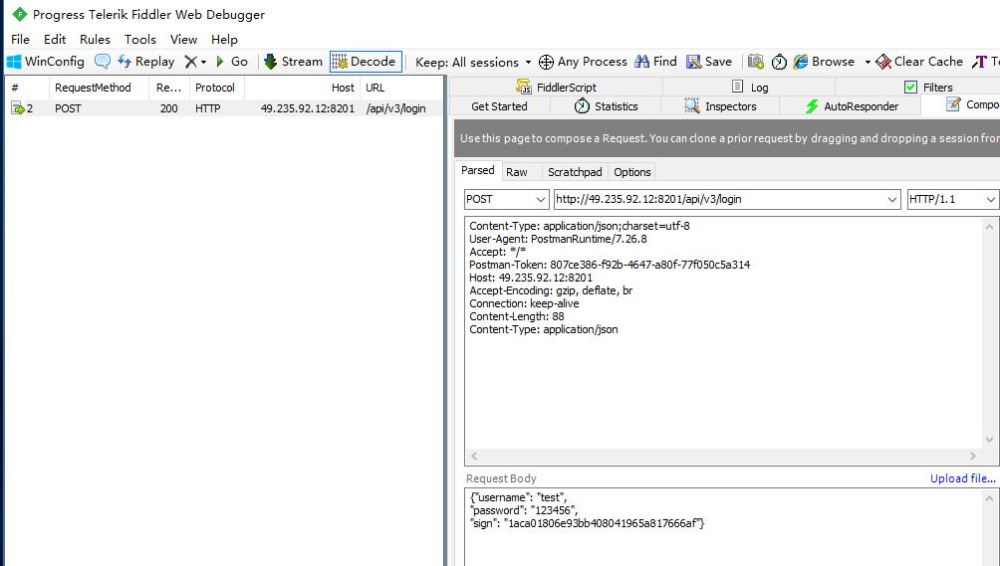 Progress Telerik Fiddler Web Debugger
File Edit Rules Tools View Help
WinConfig Replay Go Stream Decode Keep: All sessions Any Process Find Save Browse Clear Cache T
# RequestMethod Re... Protocol Host URL
2 POST 200 HTTP 49.235.92.12:8201 /api/v3/login
FiddlerScript Log Filters
Get Started Statistics Inspectors AutoResponder Compo
Use this page to compose a Request. You can clone a prior request by dragging and dropping a session from
Parsed Raw Scratchpad Options
POST http://49.235.92.12:8201/api/v3/login HTTP/1.1
Content-Type: application/json;charset=utf-8
User-Agent: PostmanRuntime/7.26.8
Accept: */*
Postman-Token: 807ce386-f92b-4647-a80f-77f050c5a314
Host: 49.235.92.12:8201
Accept-Encoding: gzip, deflate, br
Connection: keep-alive
Content-Length: 88
Content-Type: application/json
Request Body Upload file...
{"username": "test",
"password": "123456",
"sign": "1aca01806e93bb408041965a817666af"}